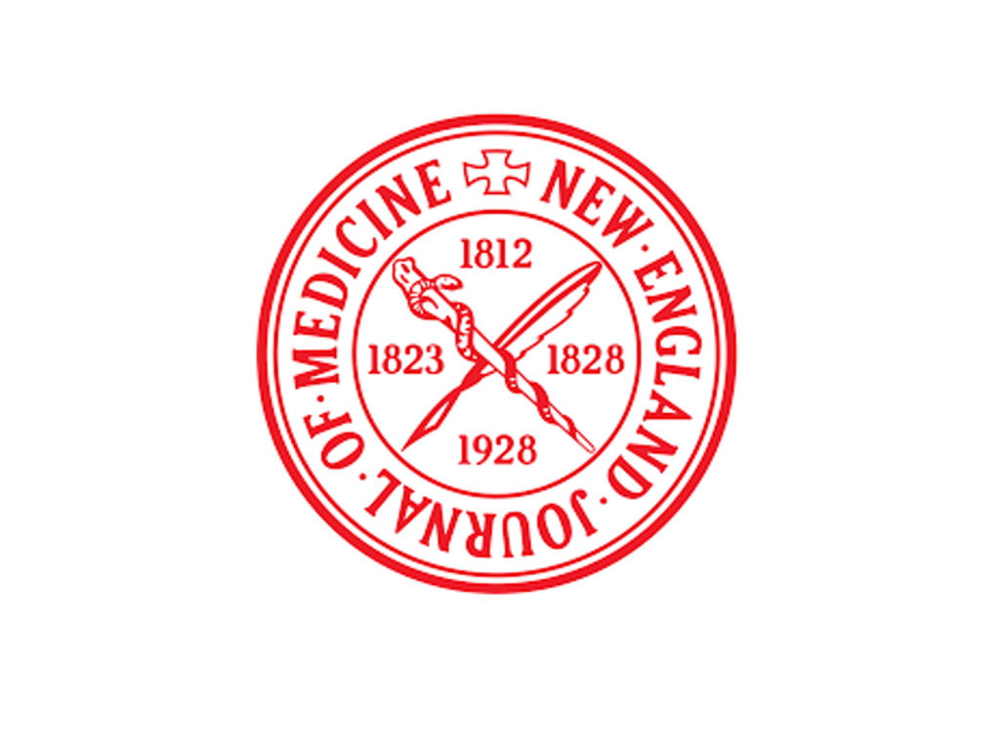 NEW · ENGLAND · JOURNAL · OF · MEDICINE
1812
1823
1828
1928